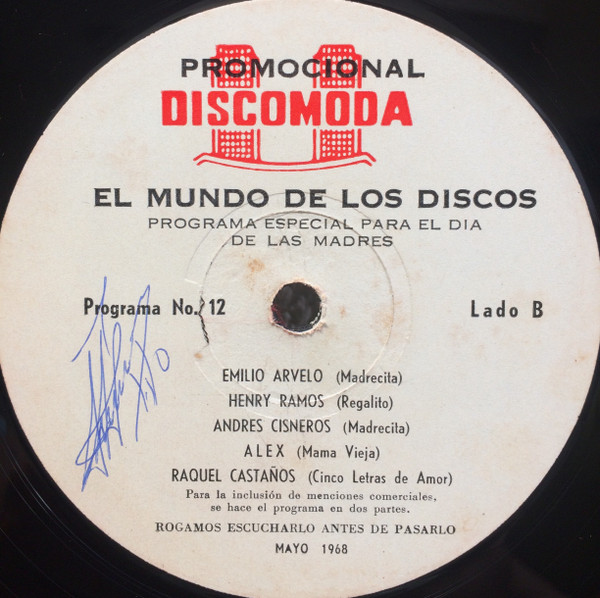 PROMOCIONAL
DISCOMODA
EL MUNDO DE LOS DISCOS
PROGRAMA ESPECIAL PARA EL DIA
DE LAS MADRES
Programa No. 12 Lado B
EMILIO ARVELO (Madrecita)
HENRY RAMOS (Regalito)
ANDRES CISNEROS (Madrecita)
ALEX (Mama Vieja)
RAQUEL CASTAÑOS (Cinco Letras de Amor)
Para la inclusión de menciones comerciales,
se hace el programa en dos partes.
ROGAMOS ESCUCHARLO ANTES DE PASARLO
MAYO 1968